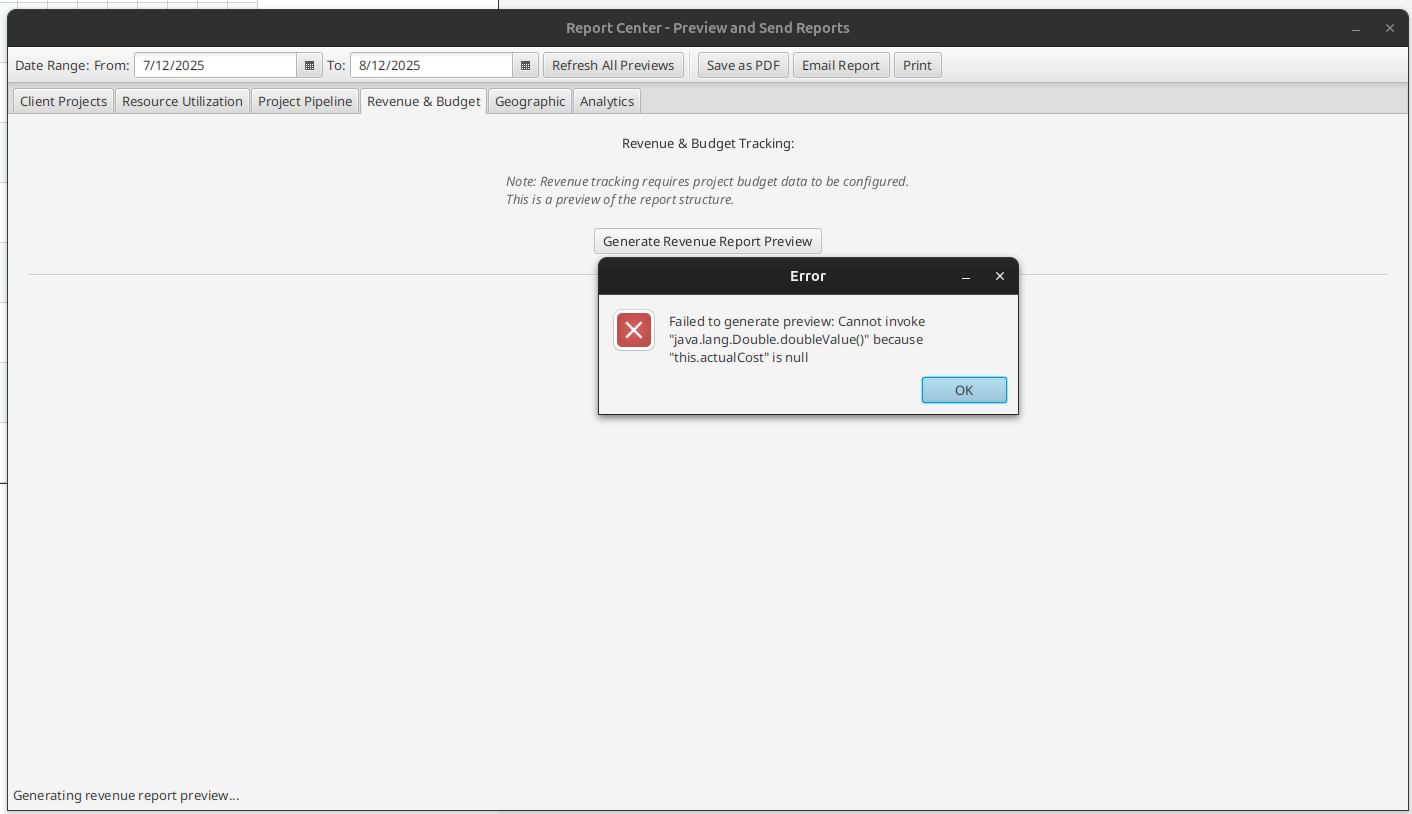 Report Center - Preview and Send Reports
Date Range: From: 7/12/2025 To: 8/12/2025 Refresh All Previews Save as PDF Email Report Print
Client Projects Resource Utilization Project Pipeline Revenue & Budget Geographic Analytics
Revenue & Budget Tracking:
Note: Revenue tracking requires project budget data to be configured.
This is a preview of the report structure.
Generate Revenue Report Preview
Error
Failed to generate preview: Cannot invoke
"java.lang.Double.doubleValue()" because
"this.actualCost" is null
OK
Generating revenue report preview...